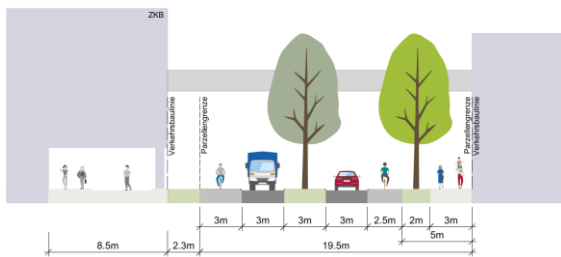 ZKB
Verkehrsbaulinie
Parzellengrenze
Parzellengrenze
Verkehrsbaulinie
3m 3m 3m 3m 2.5m 2m 3m
5m
8.5m 2.3m 19.5m